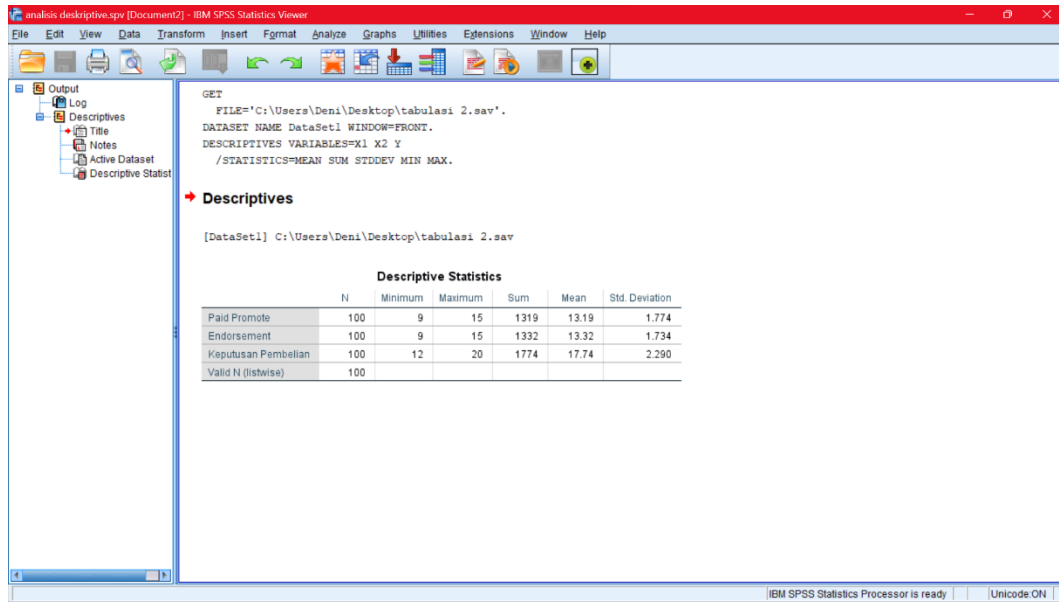 analisis deskriptive.spv [Document2] - IBM SPSS Statistics Viewer
File Edit View Data Transform Insert Format Analyze Graphs Utilities Extensions Window Help
Output
Log
Descriptives
Title
Notes
Active Dataset
Descriptive Statist
GET
FILE='C:\Users\Deni\Desktop\tabulasi 2.sav'.
DATASET NAME DataSet1 WINDOW=FRONT.
DESCRIPTIVES VARIABLES=X1 X2 Y
/STATISTICS=MEAN SUM STDDEV MIN MAX.
Descriptives
[DataSet1] C:\Users\Deni\Desktop\tabulasi 2.sav
Descriptive Statistics
N Minimum Maximum Sum Mean Std. Deviation
Paid Promote 100 9 15 1319 13.19 1.774
Endorsement 100 9 15 1332 13.32 1.734
Keputusan Pembelian 100 12 20 1774 17.74 2.290
Valid N (listwise) 100
IBM SPSS Statistics Processor is ready Unicode:ON